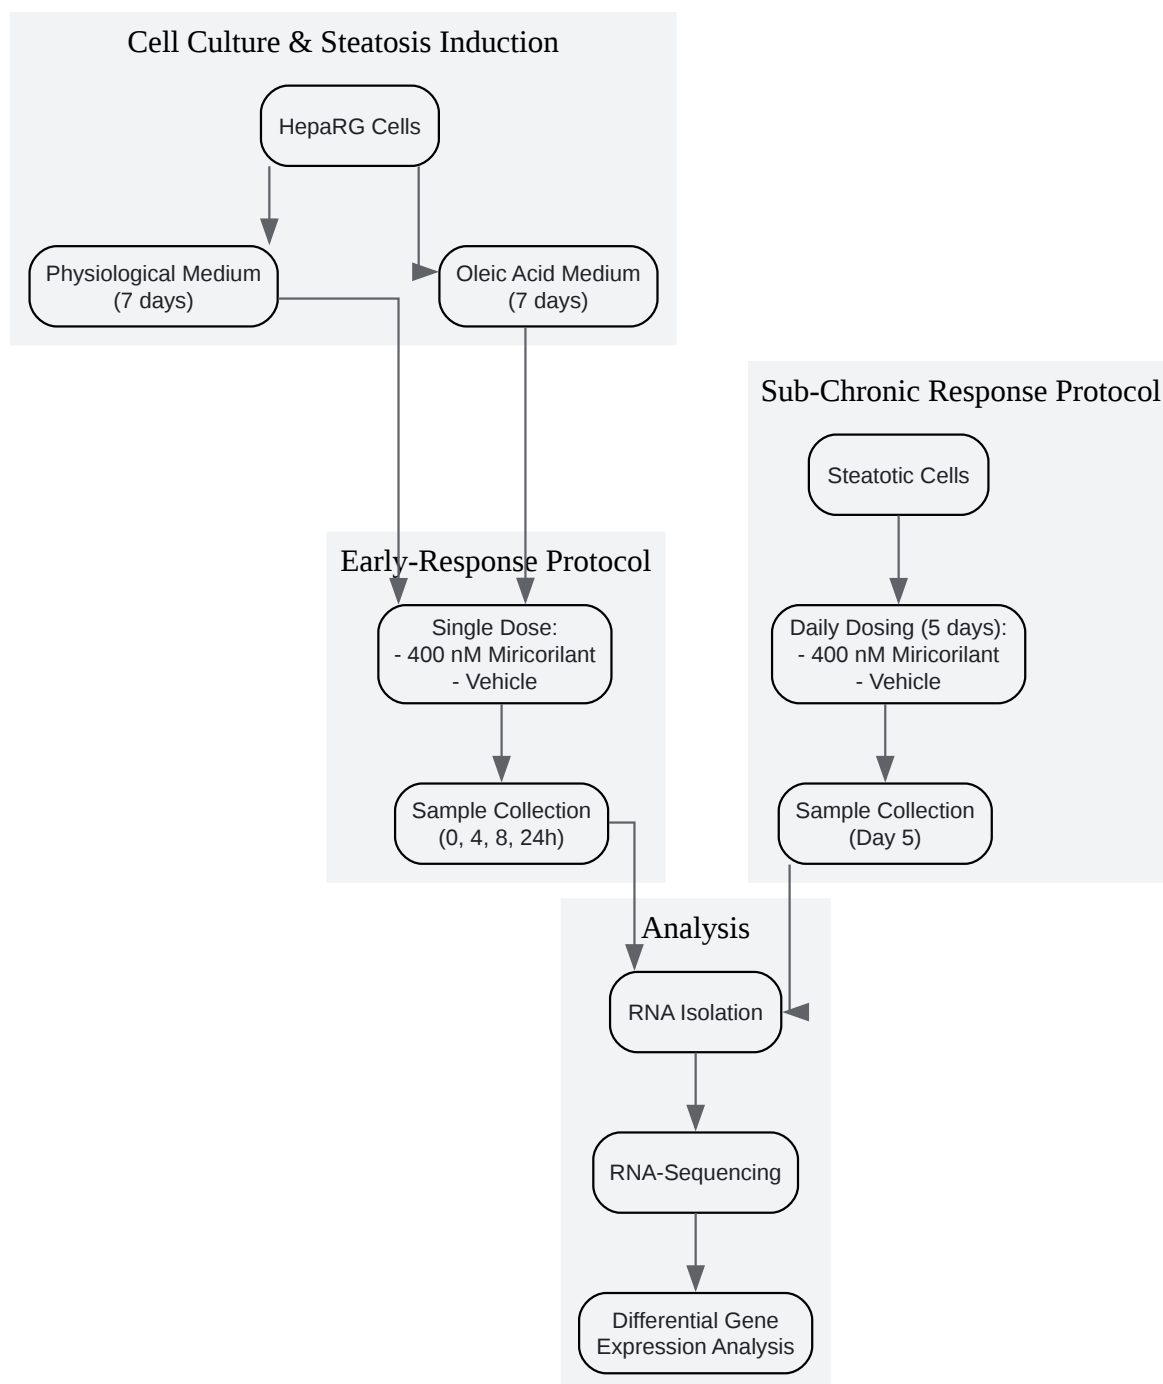 Cell Culture & Steatosis Induction
HepaRG Cells
Physiological Medium
(7 days)
Oleic Acid Medium
(7 days)
Sub-Chronic Response Protocol
Steatotic Cells
Early-Response Protocol
Single Dose:
- 400 nM Miricorilant
- Vehicle
Daily Dosing (5 days):
- 400 nM Miricorilant
- Vehicle
Sample Collection
(0, 4, 8, 24h)
Sample Collection
(Day 5)
Analysis
RNA Isolation
RNA-Sequencing
Differential Gene
Expression Analysis